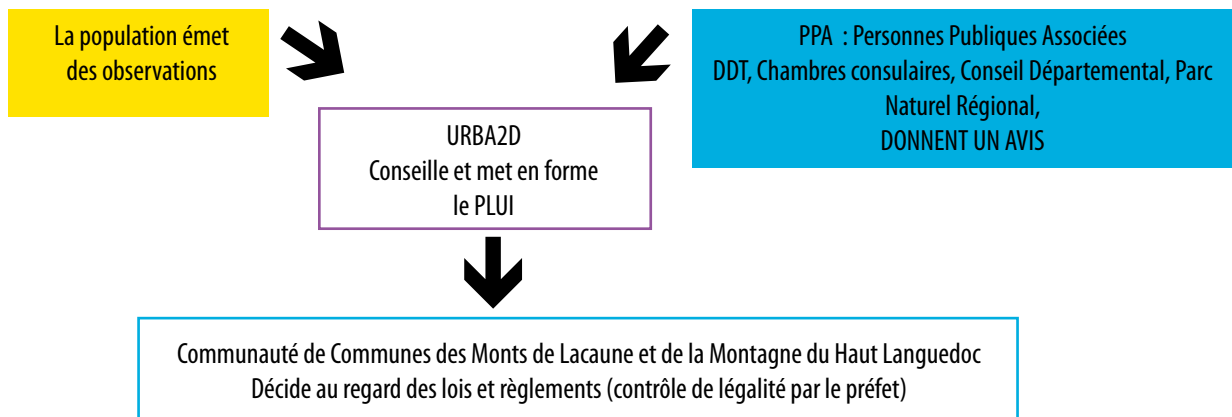 La population émet
des observations
PPA : Personnes Publiques Associées
DDT, Chambres consulaires, Conseil Départemental, Parc
Naturel Régional,
DONNENT UN AVIS
URBA2D
Conseille et met en forme
le PLUI
Communauté de Communes des Monts de Lacaune et de la Montagne du Haut Languedoc
Décide au regard des lois et règlements (contrôle de légalité par le préfet)